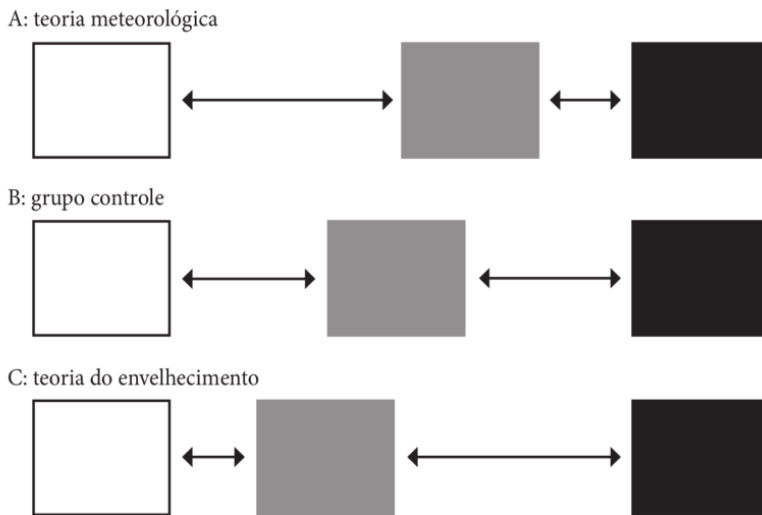 A: teoria meteorológica
B: grupo controle
C: teoria do envelhecimento